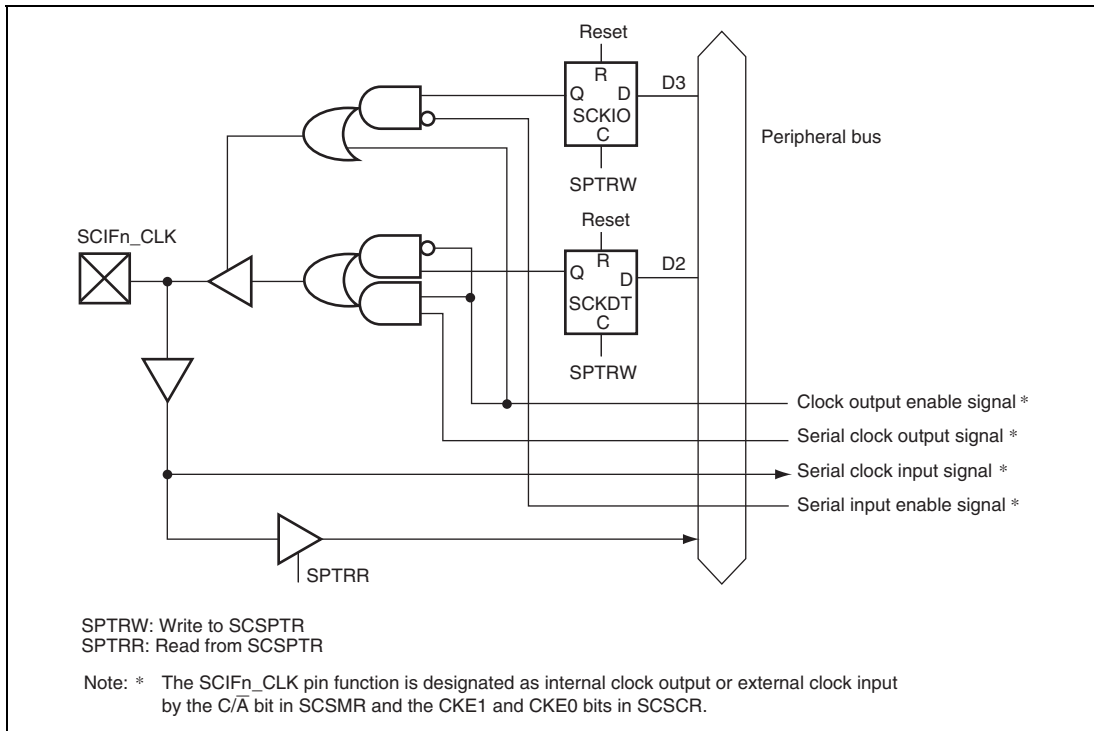 Reset
R
D3
Q D
SCKIO
C
Peripheral bus
SPTRW
Reset
SCIFn_CLK
R
D2
Q D
SCKDT
C
SPTRW
Clock output enable signal *
Serial clock output signal *
Serial clock input signal *
Serial input enable signal *
SPTRR
SPTRW: Write to SCSPTR
SPTRR: Read from SCSPTR
Note: * The SCIFn_CLK pin function is designated as internal clock output or external clock input
by the C/A̅ bit in SCSMR and the CKE1 and CKE0 bits in SCSCR.